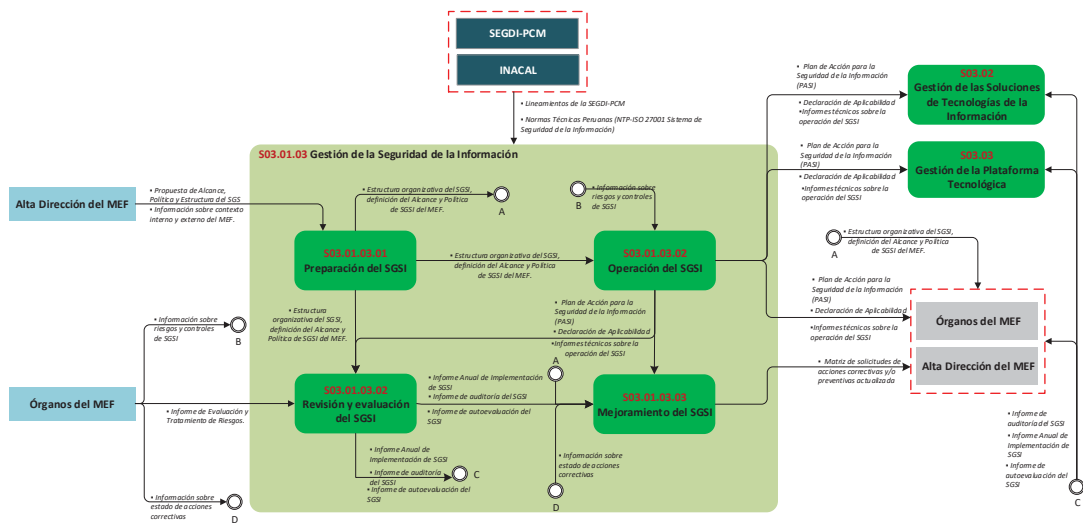 SEGDI-PCM
INACAL
• Lineamientos de la SEGDI-PCM
• Normas Técnicas Peruanas (NTP-ISO 27001 Sistema de
Seguridad de la Información)
• Plan de Acción para la
Seguridad de la Información
(PASI)
• Declaración de Aplicabilidad
•Informes técnicos sobre la
operación del SGSI
S03.02
Gestión de las Soluciones
de Tecnologías de la
Información
• Plan de Acción para la
Seguridad de la Información
(PASI)
• Declaración de Aplicabilidad
•Informes técnicos sobre la
operación del SGSI
S03.03
Gestión de la Plataforma
Tecnológica
S03.01.03 Gestión de la Seguridad de la Información
Alta Dirección del MEF
• Propuesta de Alcance,
Política y Estructura del SGS
• Información sobre contexto
interno y externo del MEF.
• Estructura organizativa del SGSI,
definición del Alcance y Política
de SGSI del MEF.
A
B
• Información sobre
riesgos y controles
de SGSI
S03.01.03.01
Preparación del SGSI
• Estructura organizativa del SGSI,
definición del Alcance y Política
de SGSI del MEF.
S03.01.03.02
Operación del SGSI
A
• Estructura organizativa del SGSI,
definición del Alcance y Política
de SGSI del MEF.
• Plan de Acción para la
Seguridad de la Información
(PASI)
• Declaración de Aplicabilidad
•Informes técnicos sobre la
operación del SGSI
Órganos del MEF
Alta Dirección del MEF
• Matriz de solicitudes de
acciones correctivas y/o
preventivas actualizada
• Estructura
organizativa del SGSI,
definición del Alcance y
Política de SGSI del MEF.
• Plan de Acción para la
Seguridad de la Información
(PASI)
• Declaración de Aplicabilidad
•Informes técnicos sobre la
operación del SGSI
A
• Información sobre
riesgos y controles
de SGSI
B
Órganos del MEF
• Informe de Evaluación y
Tratamiento de Riesgos.
S03.01.03.02
Revisión y evaluación
del SGSI
• Informe Anual de Implementación
de SGSI
• Informe de auditoría del SGSI
• Informe de autoevaluación del
SGSI
S03.01.03.03
Mejoramiento del SGSI
• Informe Anual de
Implementación de SGSI
• Informe de auditoría
del SGSI
• Informe de autoevaluación del
SGSI
C
• Información sobre
estado de acciones
correctivas
D
• Información sobre
estado de acciones
correctivas
D
• Informe de
auditoría del SGSI
• Informe Anual de
Implementación
de SGSI
• Informe de
autoevaluación del
SGSI
C